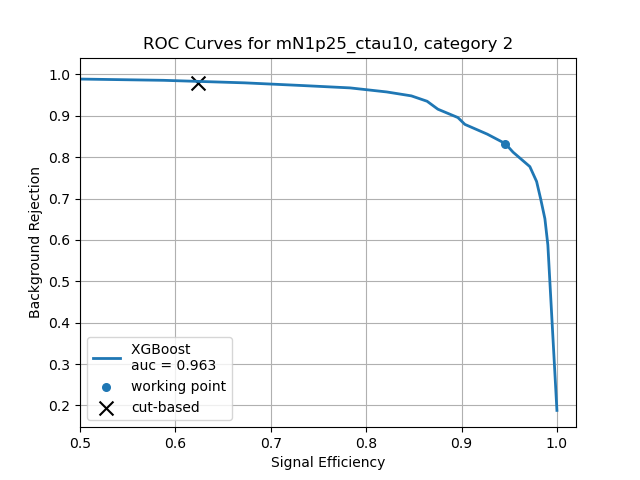 ROC Curves for mN1p25_ctau10, category 2
Background Rejection
1.0
0.9
0.8
0.7
0.6
0.5
0.4
0.3
0.2
XGBoost
auc = 0.963
working point
cut-based
0.5 0.6 0.7 0.8 0.9 1.0
Signal Efficiency